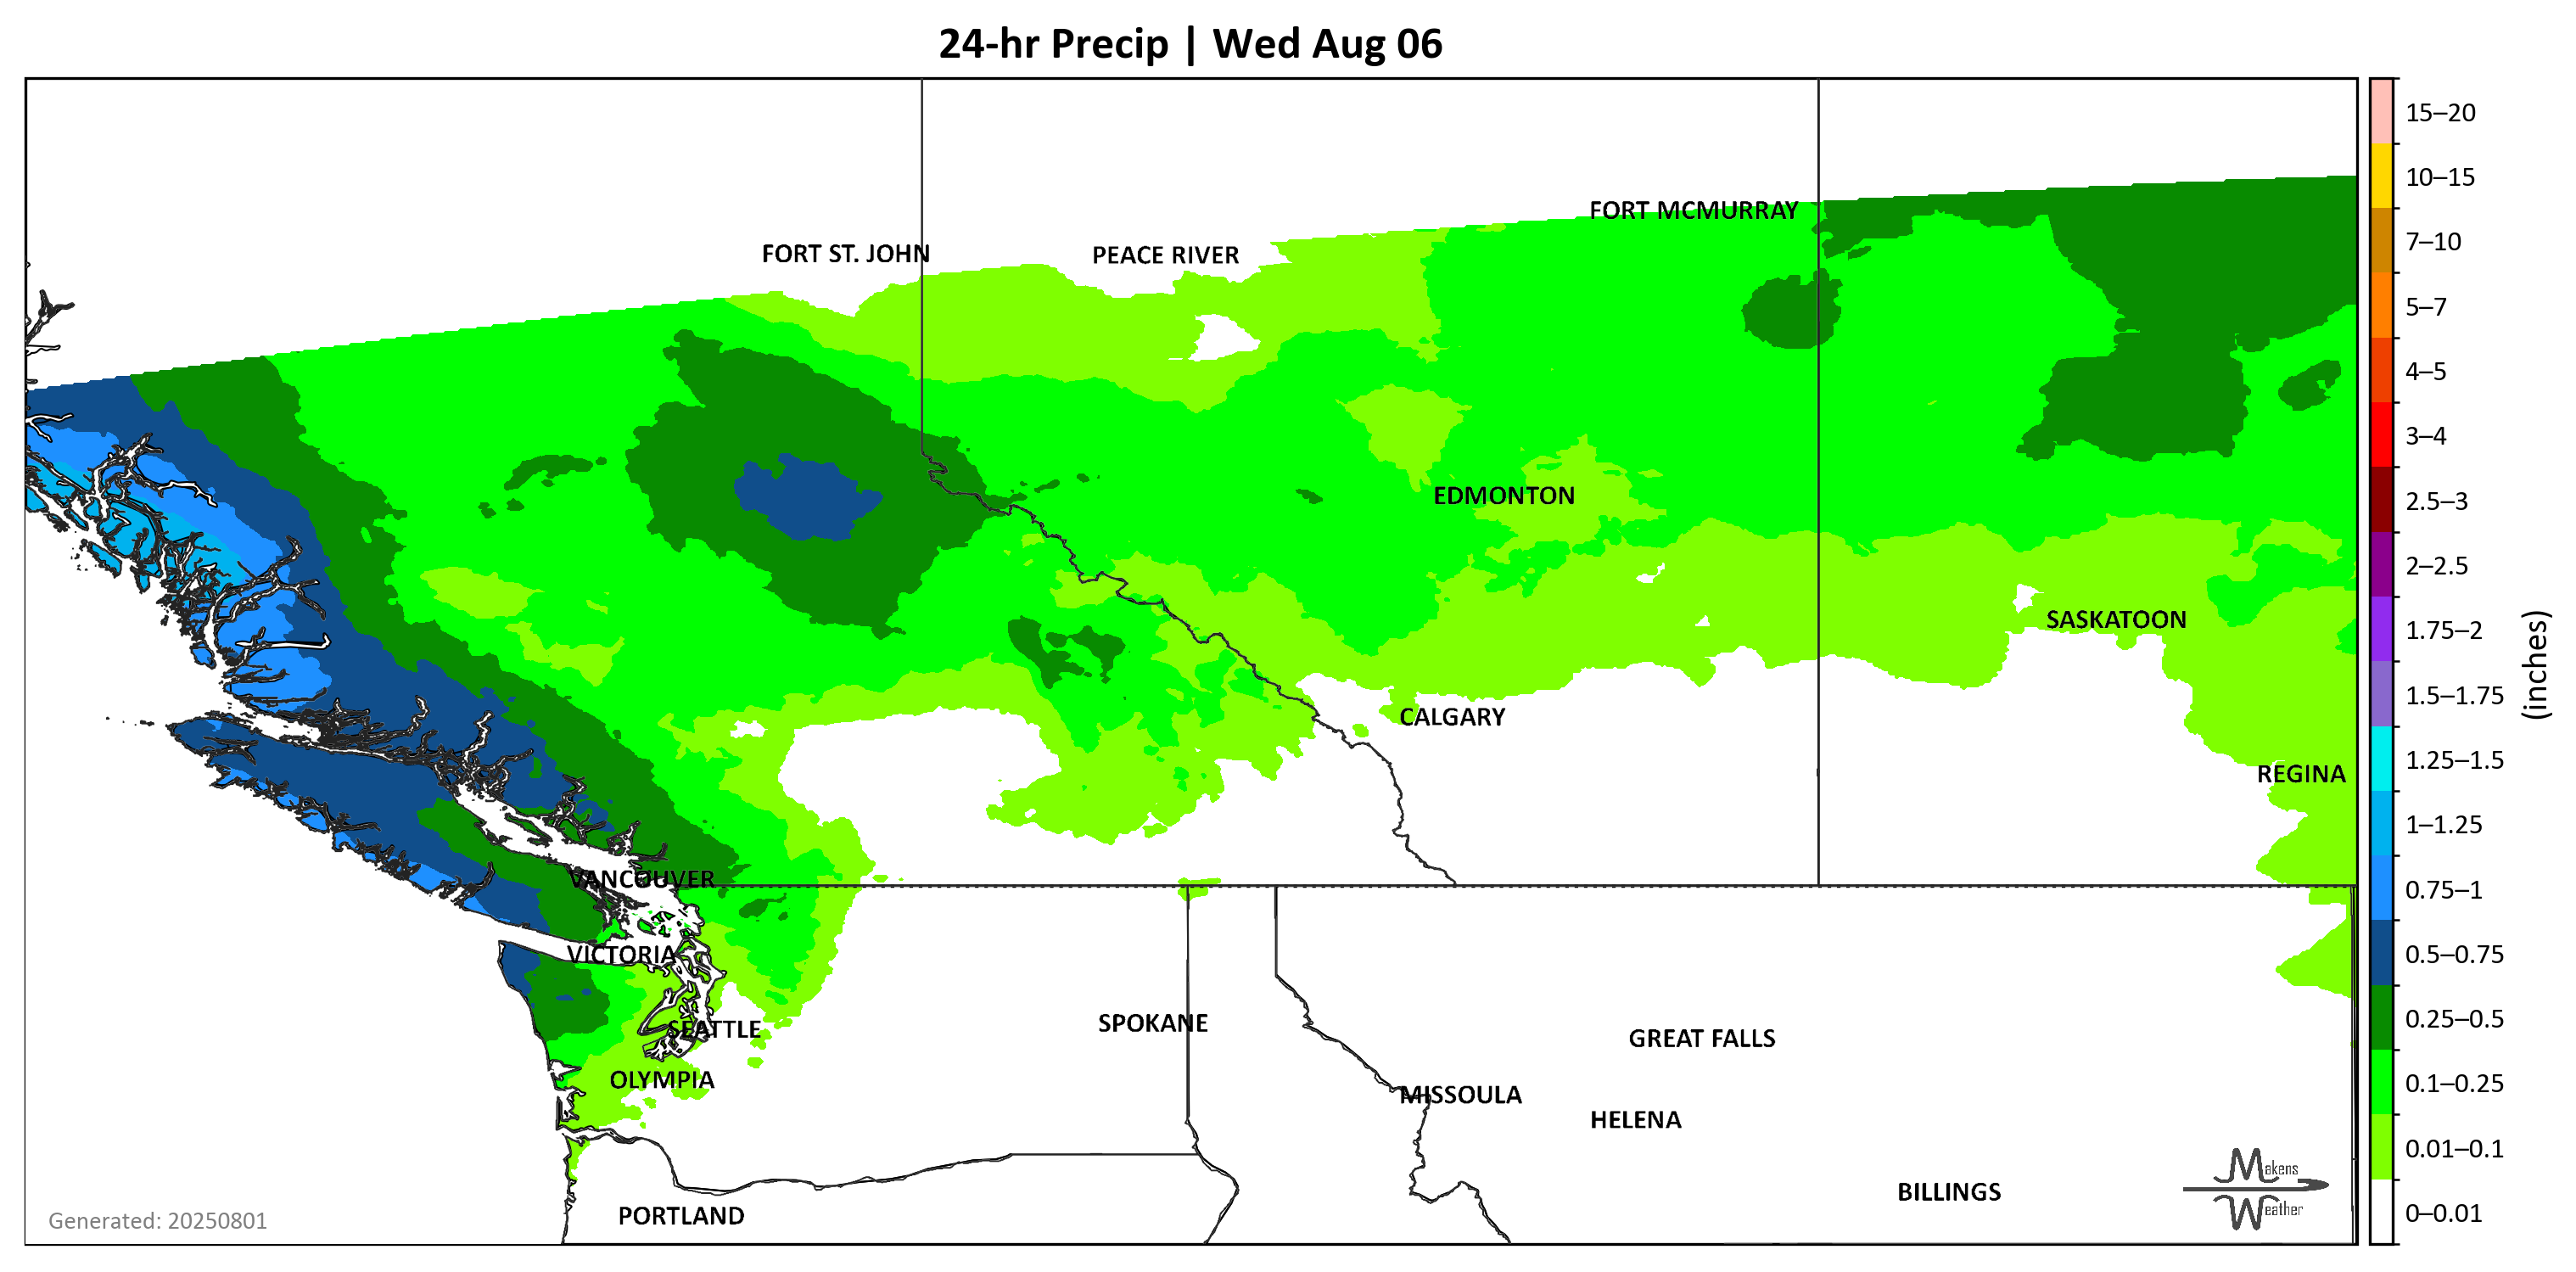 24-hr Precip | Wed Aug 06
15–20
10–15
FORT MCMURRAY
7–10
FORT ST. JOHN
PEACE RIVER
5–7
4–5
3–4
EDMONTON
2.5–3
2–2.5
SASKATOON
1.75–2
(inches)
1.5–1.75
CALGARY
1.25–1.5
REGINA
1–1.25
VANCOUVER
0.75–1
VICTORIA
0.5–0.75
SEATTLE
SPOKANE
0.25–0.5
GREAT FALLS
OLYMPIA
0.1–0.25
MISSOULA
HELENA
0.01–0.1
Makens
Weather
BILLINGS
PORTLAND
0–0.01
Generated: 20250801